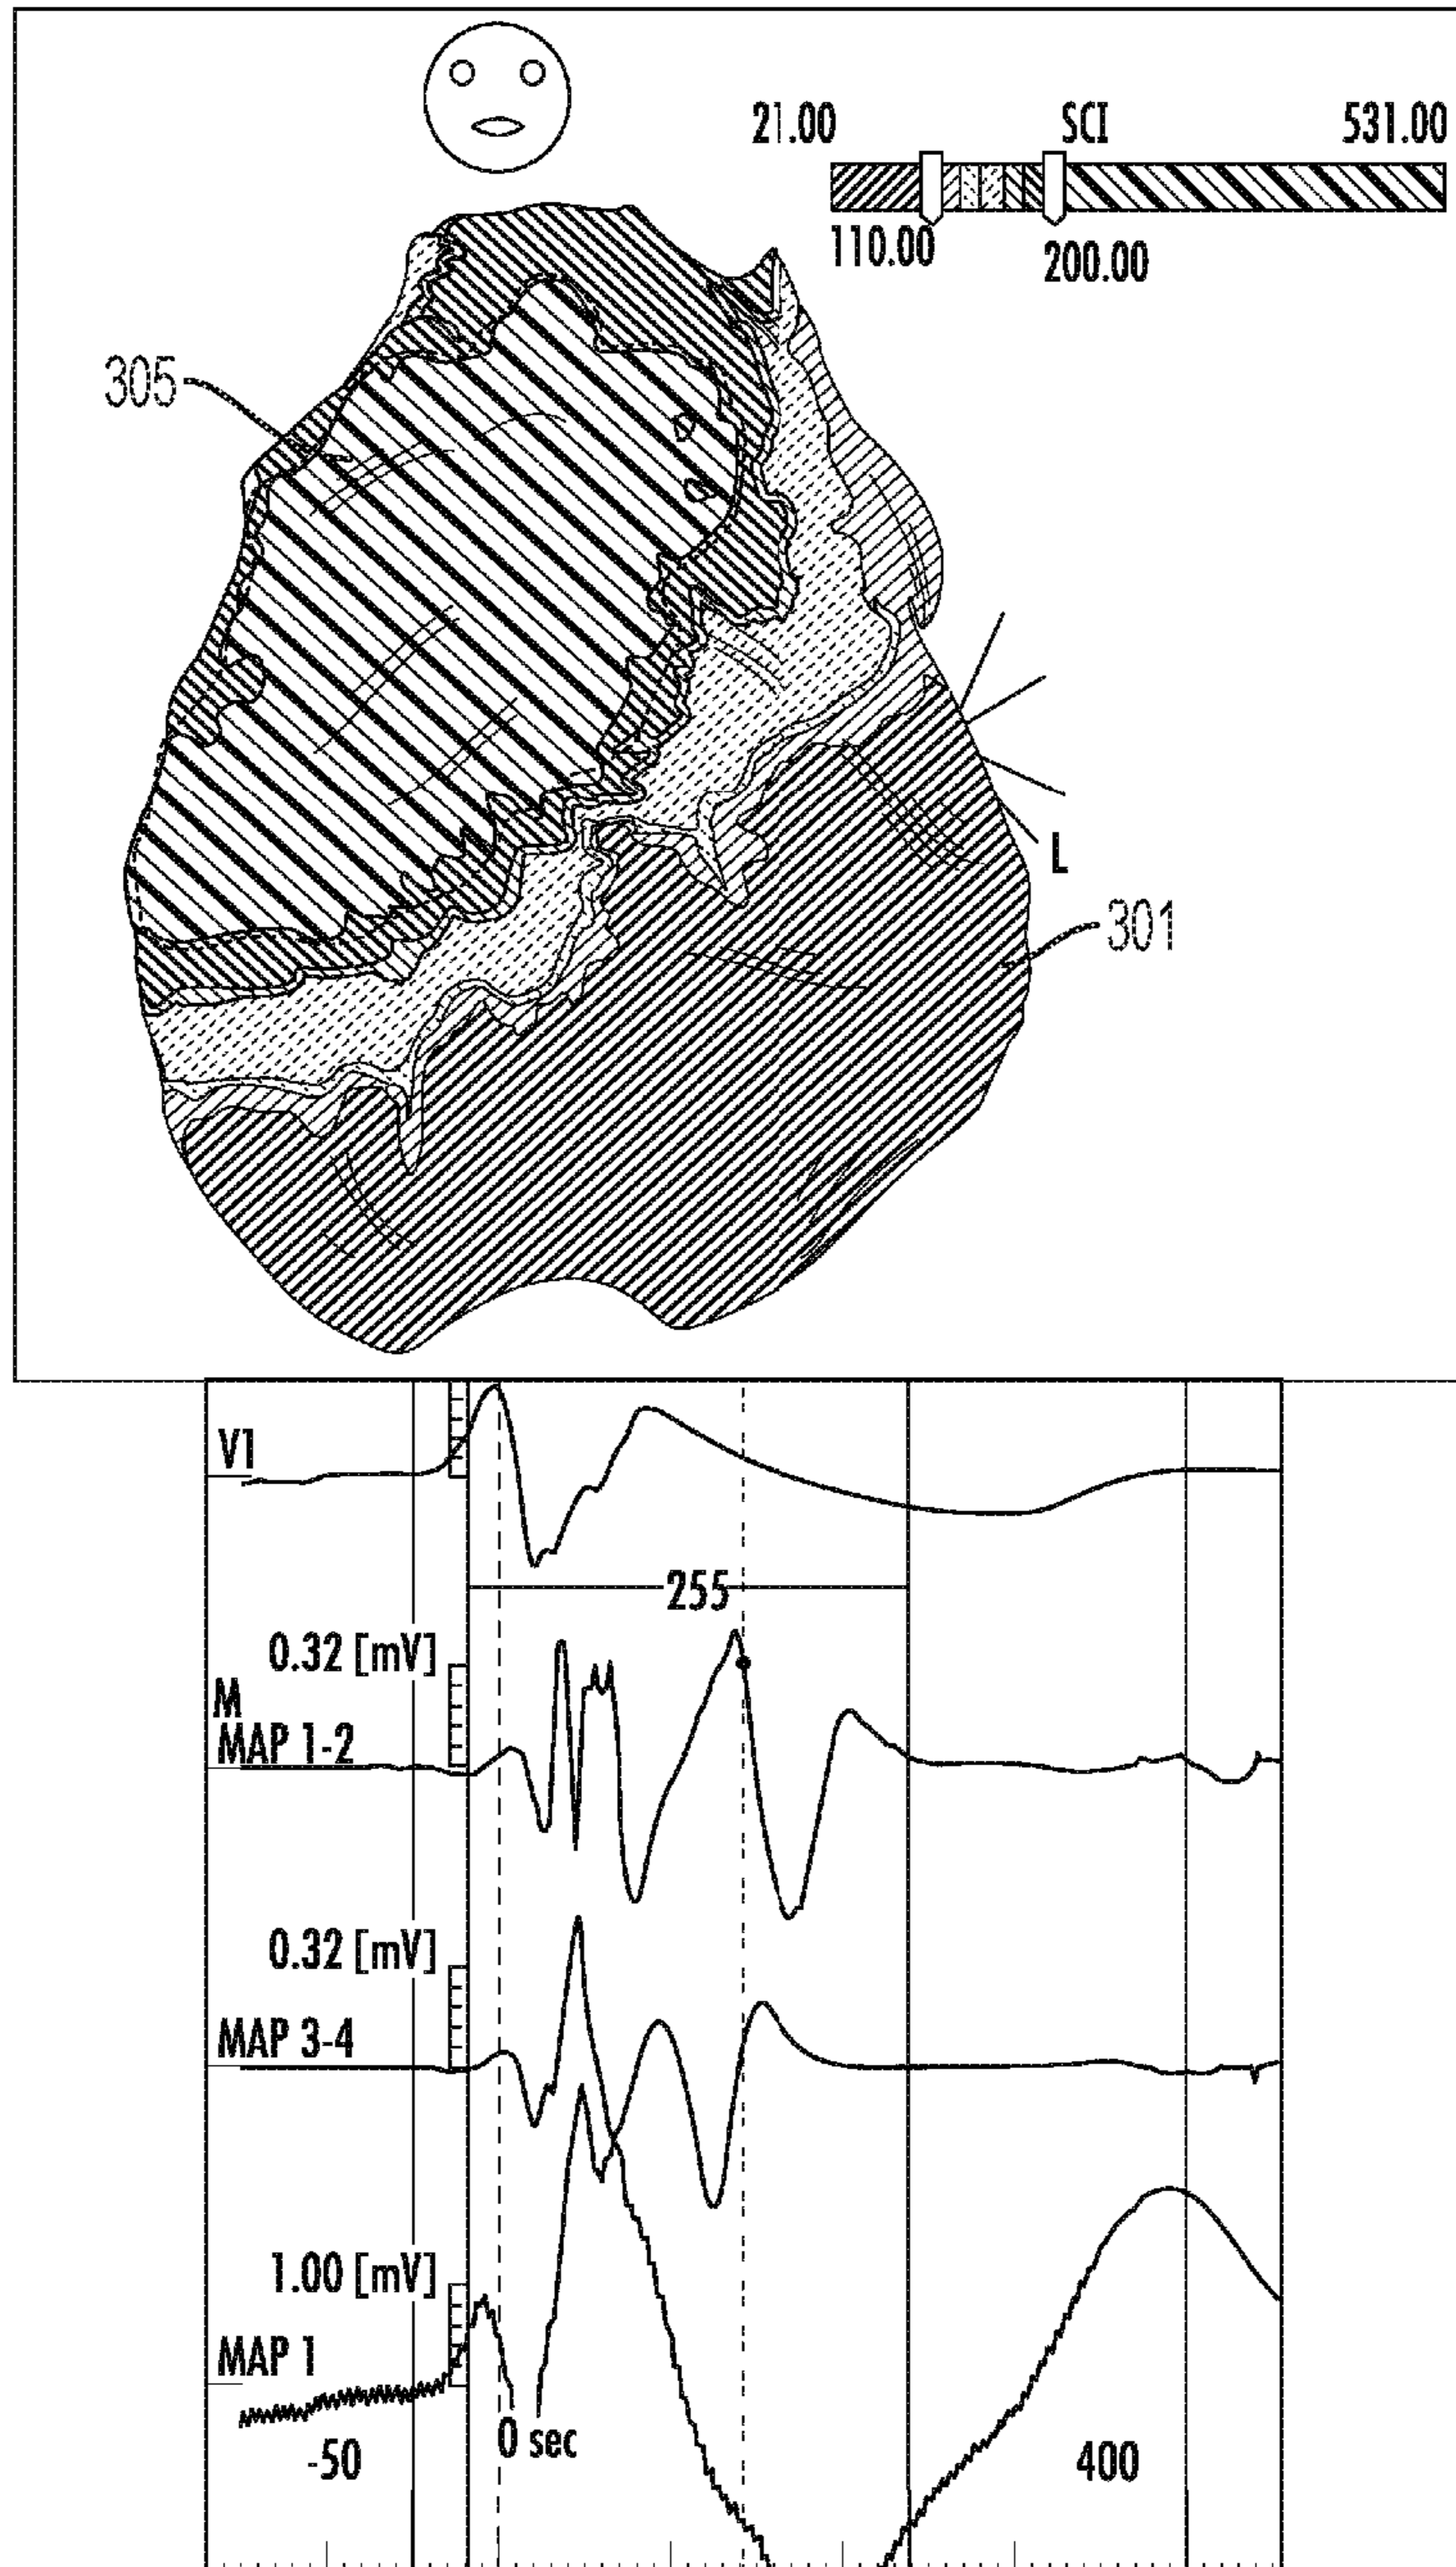 21.00 SCI 531.00
110.00 200.00
305
L
301
V1
255
0.32 [mV]
M
MAP 1-2
0.32 [mV]
MAP 3-4
1.00 [mV]
MAP 1
0 sec
-50 400